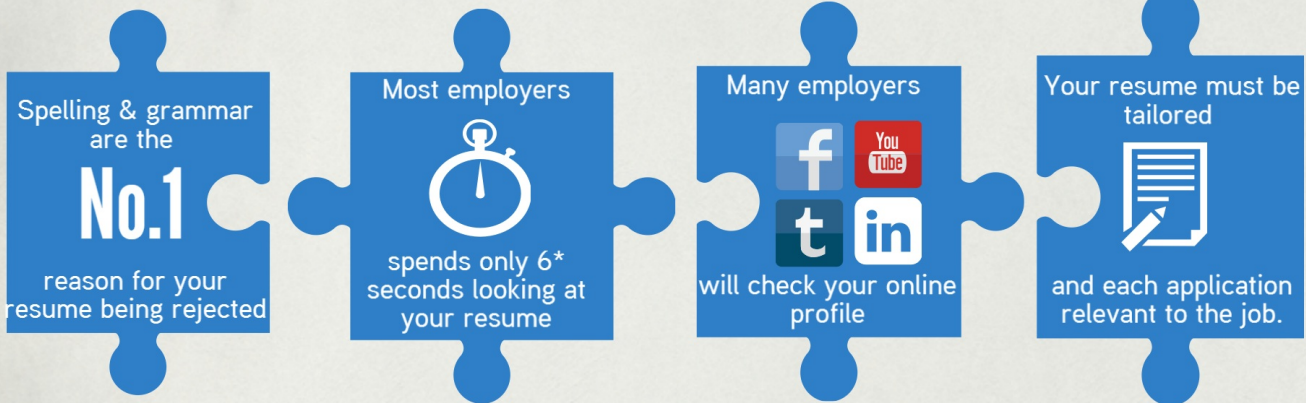 Spelling & grammar
are the
No.1
reason for your
resume being rejected
Most employers
spends only 6*
seconds looking at
your resume
Many employers
f
You
Tube
t
in
will check your online
profile
Your resume must be
tailored
and each application
relevant to the job.